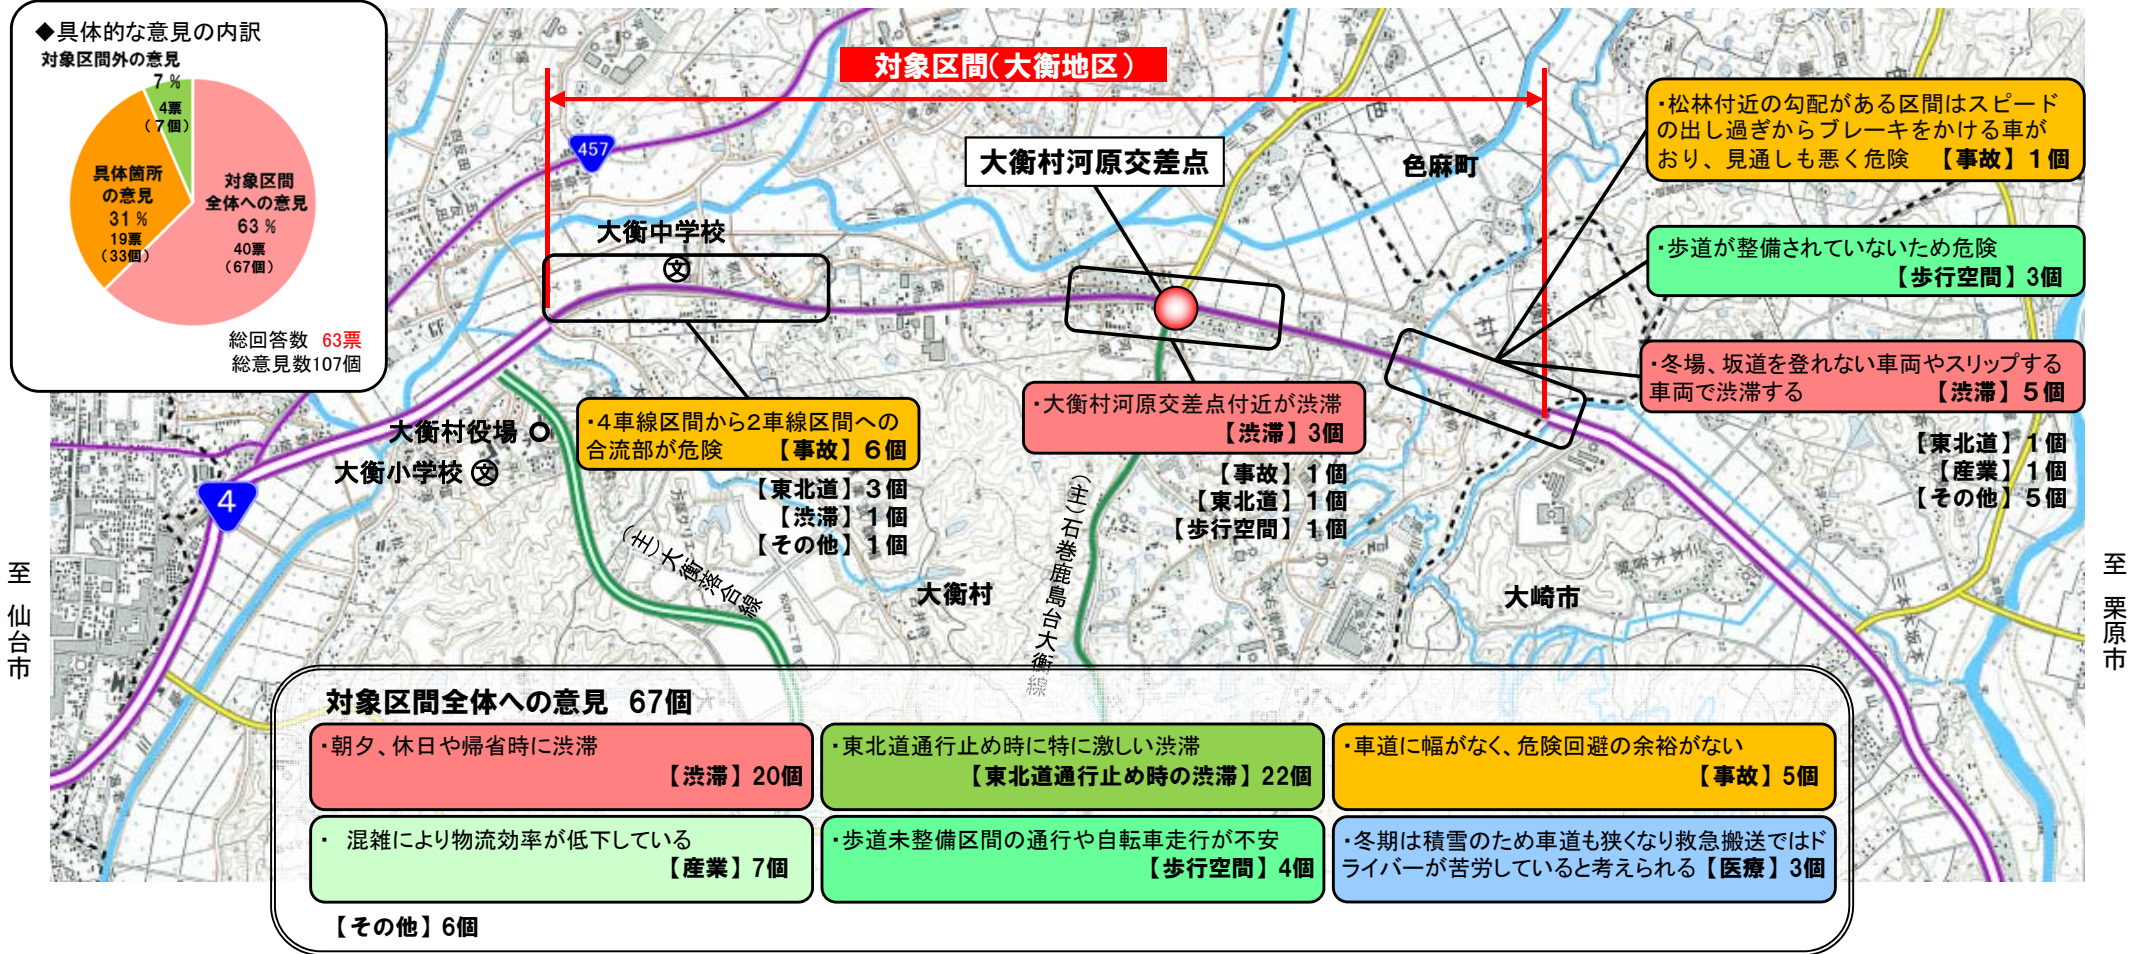 ◆具体的な意見の内訳
対象区間外の意見
7 %
4票
(7個)
具体箇所
の意見
31 %
19票
(33個)
対象区間
全体への意見
63 %
40票
(67個)
総回答数 63票
総意見数107個
対象区間(大衡地区)
457
大衡村河原交差点
色麻町
大衡中学校
文
・松林付近の勾配がある区間はスピード
の出し過ぎからブレーキをかける車が
おり、見通しも悪く危険 【事故】1個
・歩道が整備されていないため危険
【歩行空間】3個
・冬場、坂道を登れない車両やスリップする
車両で渋滞する 【渋滞】5個
【東北道】1個
【産業】1個
【その他】5個
・4車線区間から2車線区間への
合流部が危険 【事故】6個
【東北道】3個
【渋滞】1個
【その他】1個
・大衡村河原交差点付近が渋滞
【渋滞】3個
【事故】1個
【東北道】1個
【歩行空間】1個
大衡村役場
大衡小学校 文
4
(主)大衡落合線
(主)石巻鹿島台大衡線
大衡村
大崎市
至 仙台市
至 栗原市
対象区間全体への意見 67個
・朝夕、休日や帰省時に渋滞
【渋滞】20個
・東北道通行止め時に特に激しい渋滞
【東北道通行止め時の渋滞】22個
・車道に幅がなく、危険回避の余裕がない
【事故】5個
・ 混雑により物流効率が低下している
【産業】7個
・歩道未整備区間の通行や自転車走行が不安
【歩行空間】4個
・冬期は積雪のため車道も狭くなり救急搬送ではド
ライバーが苦労していると考えられる【医療】3個
【その他】6個